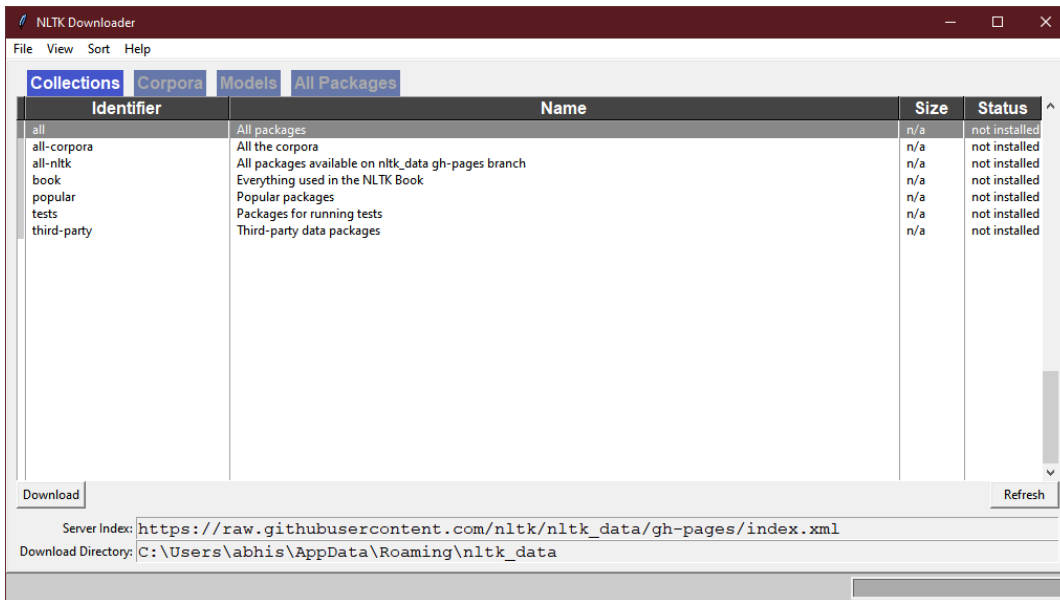 NLTK Downloader
File View Sort Help
Collections Corpora Models All Packages
Identifier Name Size Status
all All packages n/a not installed
all-corpora All the corpora n/a not installed
all-nltk All packages available on nltk_data gh-pages branch n/a not installed
book Everything used in the NLTK Book n/a not installed
popular Popular packages n/a not installed
tests Packages for running tests n/a not installed
third-party Third-party data packages n/a not installed
Download Refresh
Server Index: https://raw.githubusercontent.com/nltk/nltk_data/gh-pages/index.xml
Download Directory: C:\Users\abhis\AppData\Roaming\nltk_data